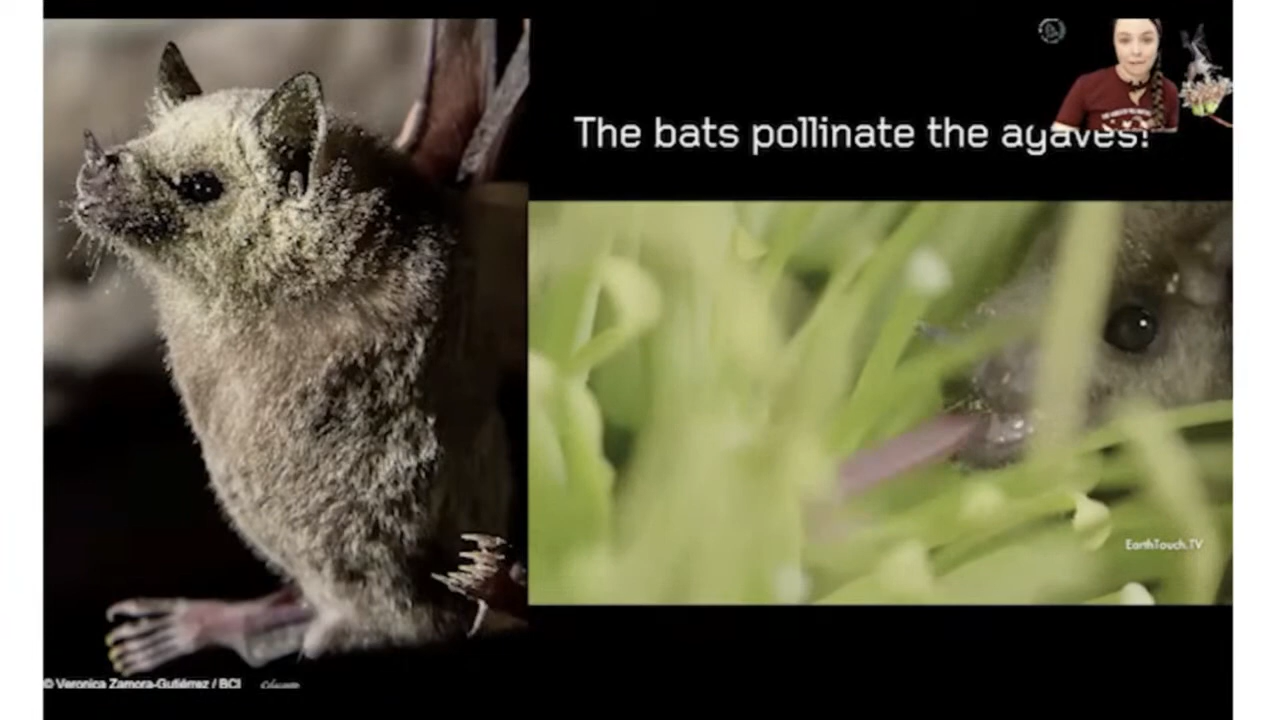 The bats pollinate the agaves!
EarthTouch.TV
© Veronica Zamora-Gutiérrez / BCI